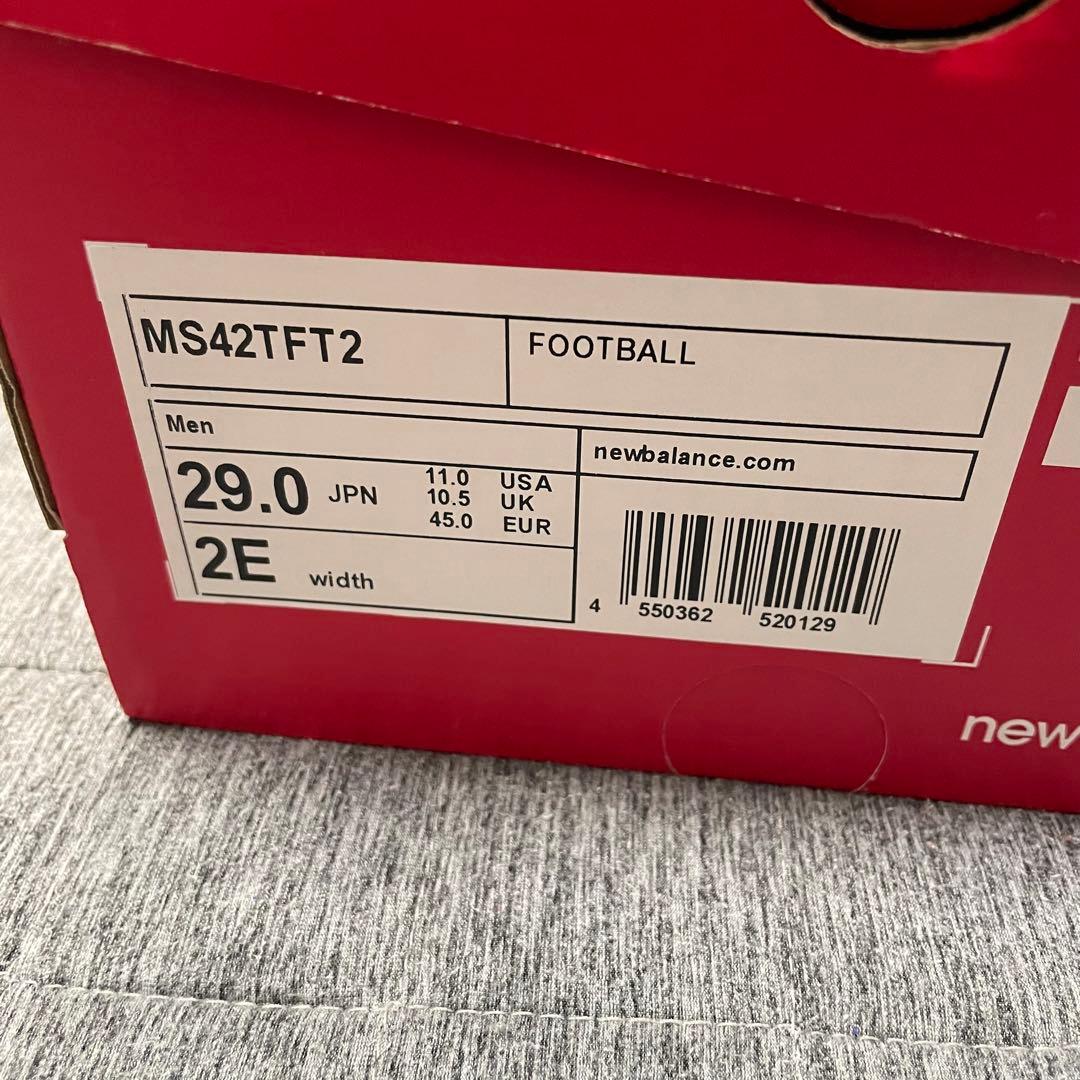 MS42TFT2
FOOTBALL
Men
newbalance.com
29.0 JPN
11.0 USA
10.5 UK
45.0 EUR
2E width
4 550362 520129
new